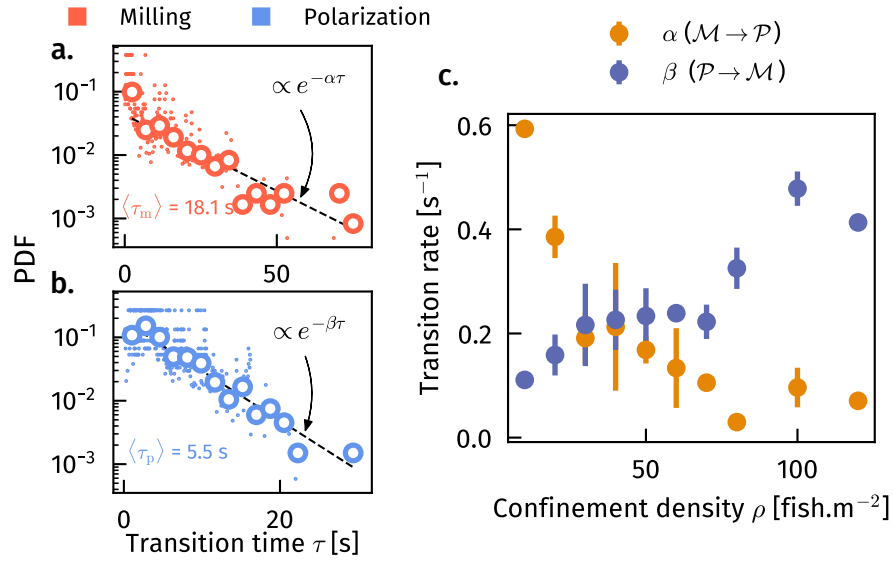 Milling Polarization
a.
PDF
10⁻¹
10⁻²
10⁻³
∝ e^{−ατ}
⟨τ_m⟩ = 18.1 s
0 50
b.
10⁻¹
10⁻²
10⁻³
∝ e^{−βτ}
⟨τ_p⟩ = 5.5 s
0 20
Transition time τ [s]
c.
α (ℳ → 𝒫)
β (𝒫 → ℳ)
Transiton rate [s⁻¹]
0.6
0.4
0.2
0.0
50 100
Confinement density ρ [fish.m⁻²]